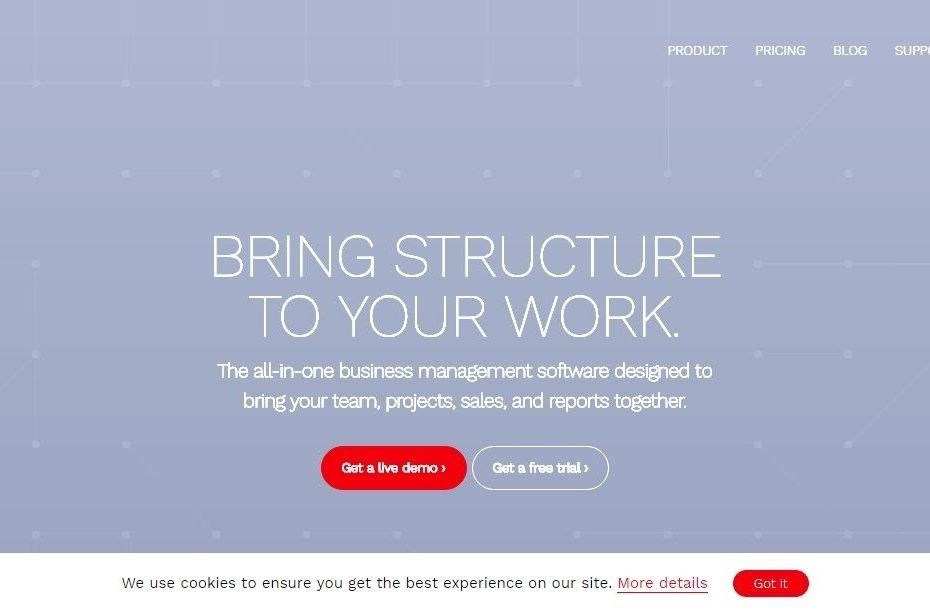 PRODUCT PRICING BLOG
BRING STRUCTURE
TO YOUR WORK.
The all-in-one business management software designed to
bring your team, projects, sales, and reports together.
Get a live demo › Get a free trial ›
We use cookies to ensure you get the best experience on our site. More details Got it